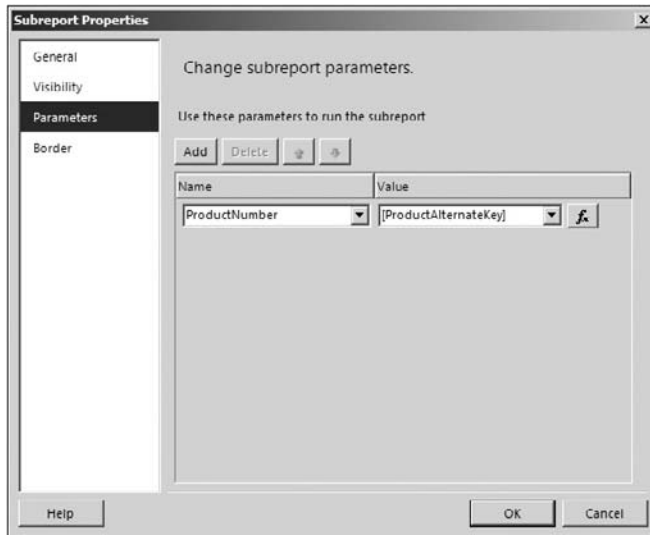 Subreport Properties
General
Visibility
Parameters
Border
Change subreport parameters.
Use these parameters to run the subreport
Add Delete
Name Value
ProductNumber [ProductAlternateKey] fx
Help OK Cancel